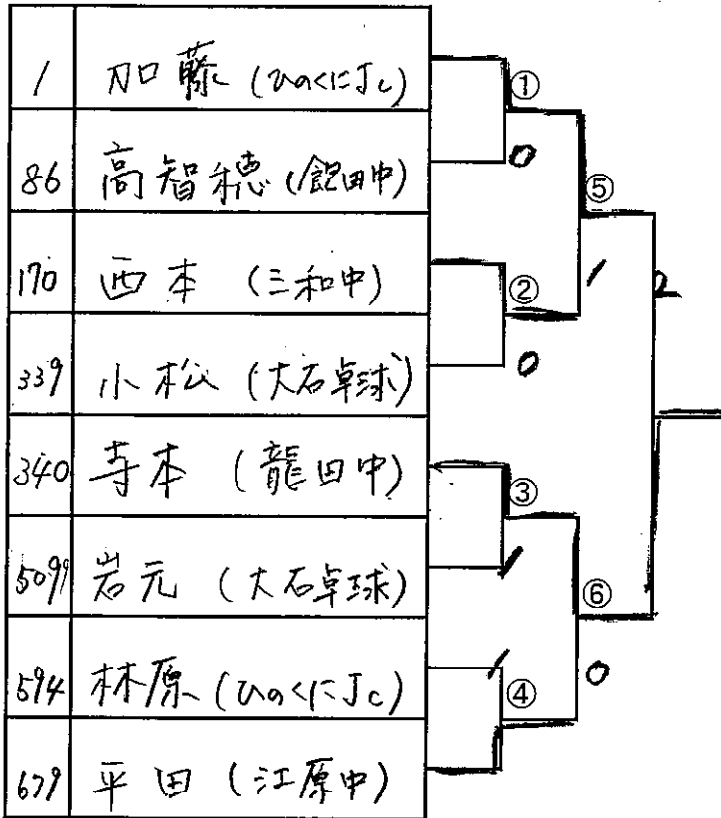 1 加藤 (ひのくにJc)
①
86 高智穂 (飽田中)
0
⑤
170 西本 (三和中)
②
1
2
339 小松 (大石卓球)
0
340 寺本 (龍田中)
③
509 岩元 (大石卓球)
1
⑥
594 林原 (ひのくにJc)
1
④
0
679 平田 (江原中)